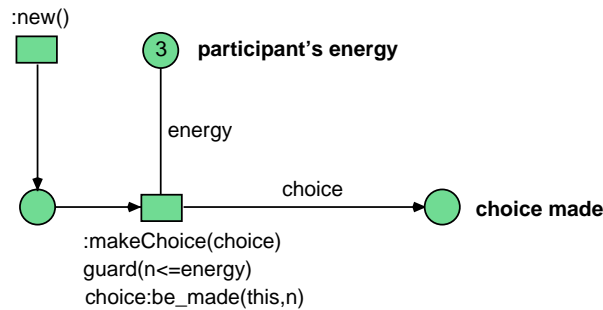 :new()
3 participant's energy
energy
choice
choice made
:makeChoice(choice)
guard(n<=energy)
choice:be_made(this,n)